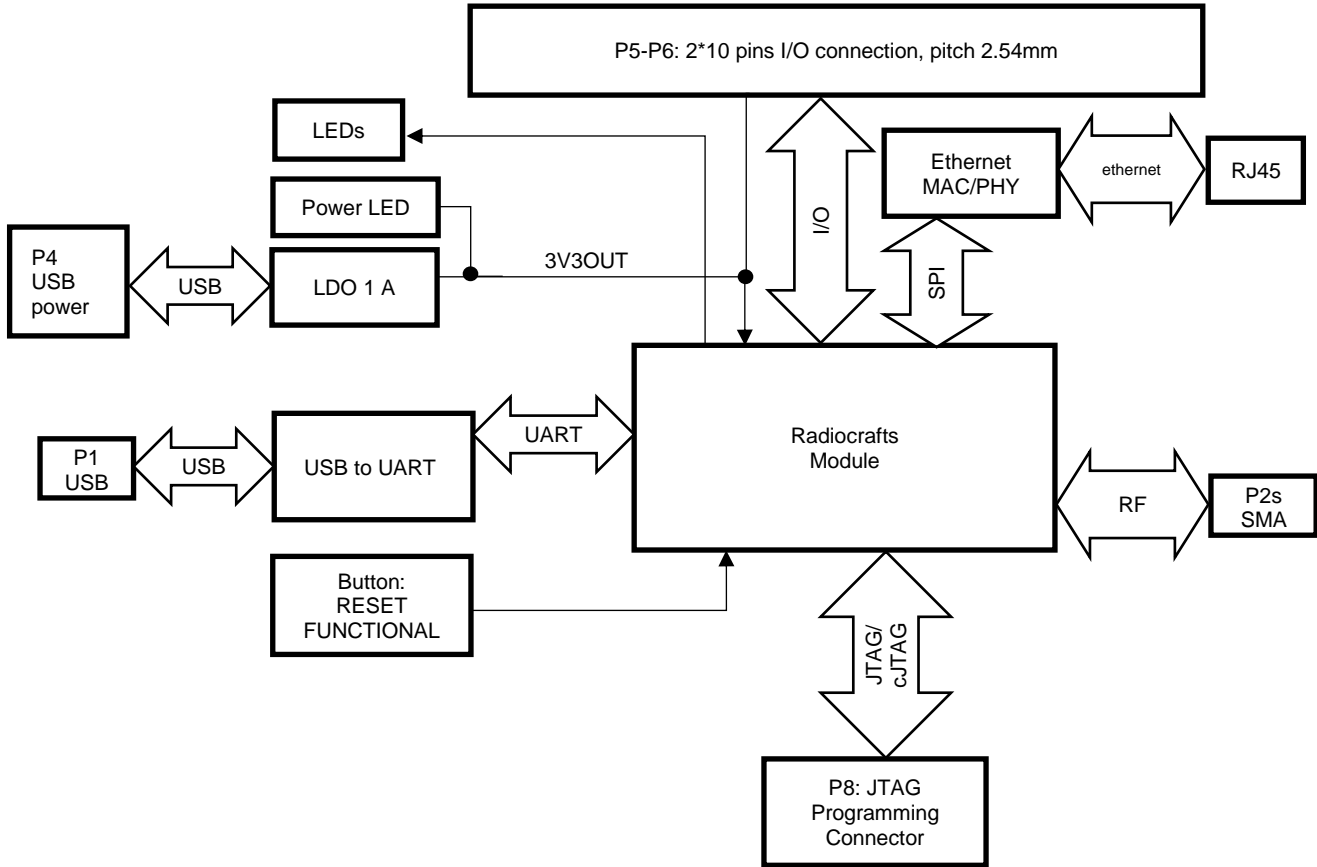 P5-P6: 2*10 pins I/O connection, pitch 2.54mm
LEDs
Ethernet
MAC/PHY
ethernet
RJ45
Power LED
I/O
P4
USB
power
USB
LDO 1 A
3V3OUT
SPI
P1
USB
USB
USB to UART
UART
Radiocrafts
Module
RF
P2s
SMA
Button:
RESET
FUNCTIONAL
JTAG/
cJTAG
P8: JTAG
Programming
Connector